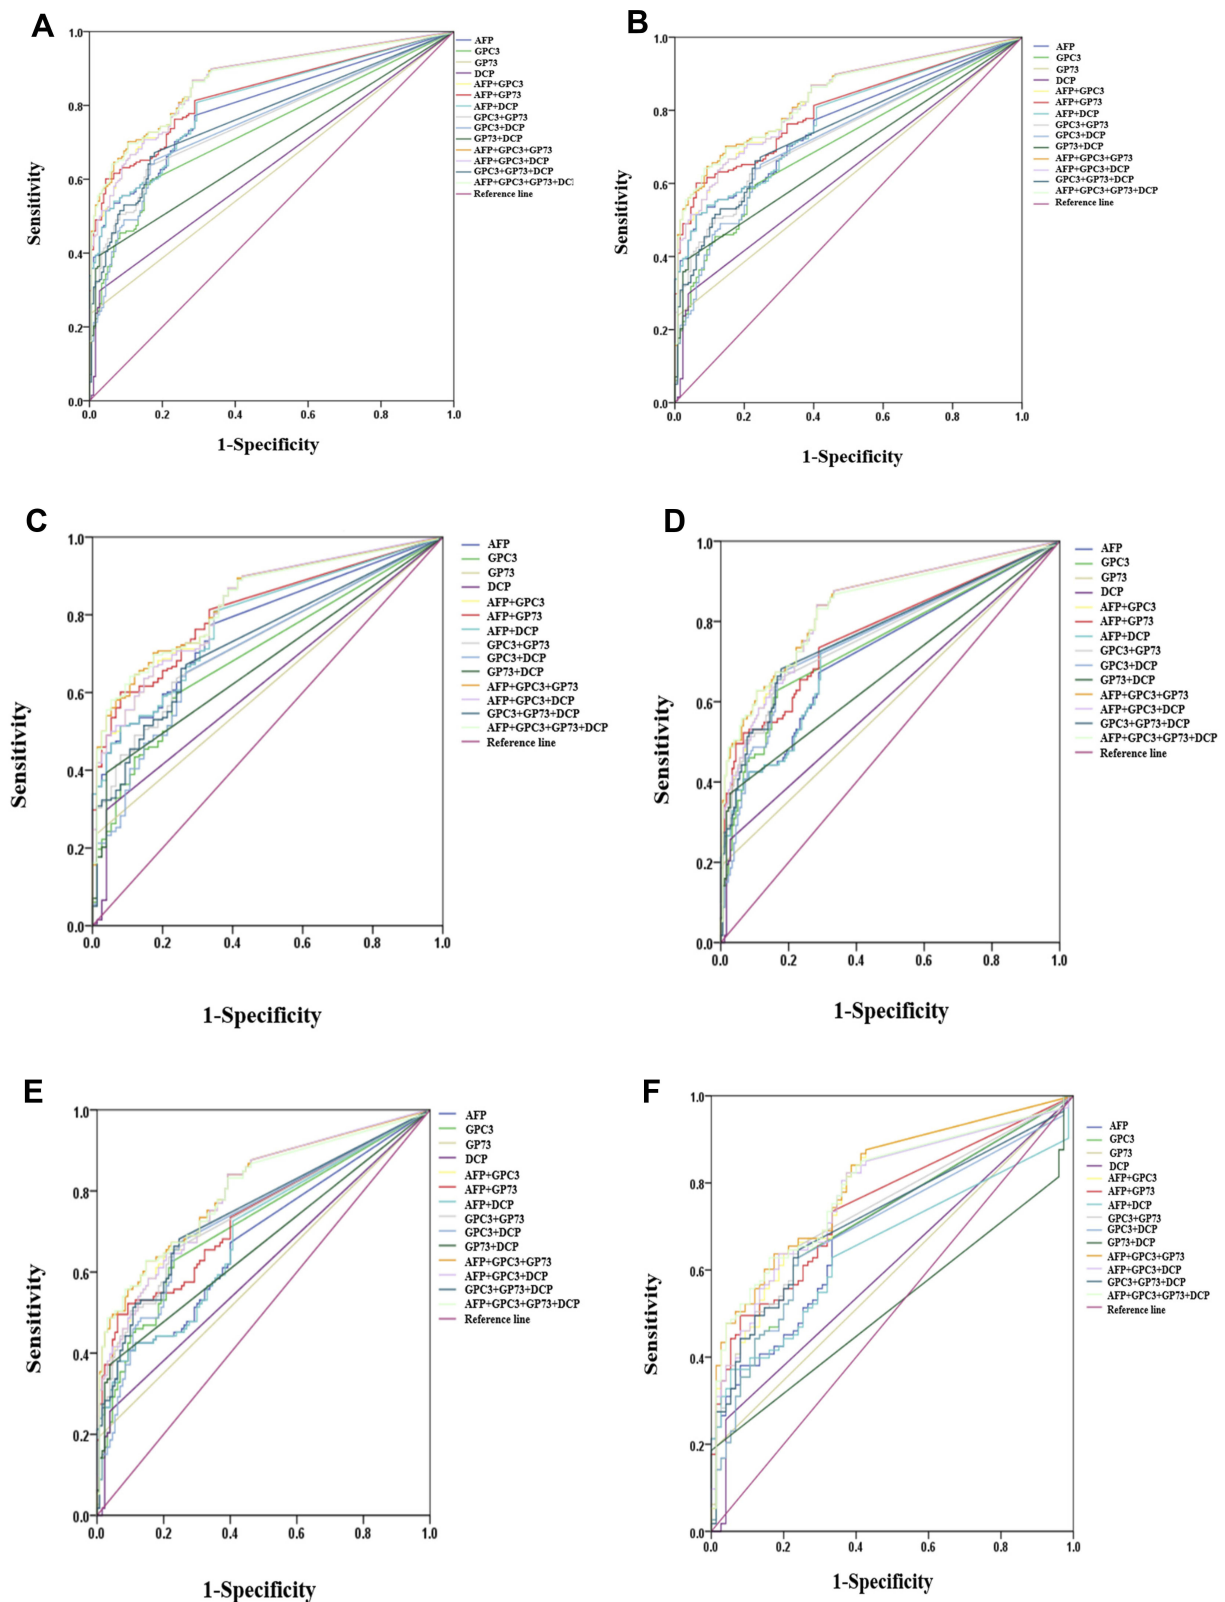 A
1.0
0.8
0.6
0.4
0.2
0.0
Sensitivity
0.0 0.2 0.4 0.6 0.8 1.0
1-Specificity
AFP
GPC3
GP73
DCP
AFP+GPC3
AFP+GP73
AFP+DCP
GPC3+GP73
GPC3+DCP
GP73+DCP
AFP+GPC3+GP73
AFP+GPC3+DCP
GPC3+GP73+DCP
AFP+GPC3+GP73+DC
Reference line
B
1.0
0.8
0.6
0.4
0.2
0.0
Sensitivity
0.0 0.2 0.4 0.6 0.8 1.0
1-Specificity
AFP
GPC3
GP73
DCP
AFP+GPC3
AFP+GP73
AFP+DCP
GPC3+GP73
GPC3+DCP
GP73+DCP
AFP+GPC3+GP73
AFP+GPC3+DCP
GPC3+GP73+DCP
AFP+GPC3+GP73+DCP
Reference line
C
1.0
0.8
0.6
0.4
0.2
0.0
Sensitivity
0.0 0.2 0.4 0.6 0.8 1.0
1-Specificity
AFP
GPC3
GP73
DCP
AFP+GPC3
AFP+GP73
AFP+DCP
GPC3+GP73
GPC3+DCP
GP73+DCP
AFP+GPC3+GP73
AFP+GPC3+DCP
GPC3+GP73+DCP
AFP+GPC3+GP73+DCP
Reference line
D
1.0
0.8
0.6
0.4
0.2
0.0
Sensitivity
0.0 0.2 0.4 0.6 0.8 1.0
1-Specificity
AFP
GPC3
GP73
DCP
AFP+GPC3
AFP+GP73
AFP+DCP
GPC3+GP73
GPC3+DCP
GP73+DCP
AFP+GPC3+GP73
AFP+GPC3+DCP
GPC3+GP73+DCP
AFP+GPC3+GP73+DCP
Reference line
E
1.0
0.8
0.6
0.4
0.2
0.0
Sensitivity
0.0 0.2 0.4 0.6 0.8 1.0
1-Specificity
AFP
GPC3
GP73
DCP
AFP+GPC3
AFP+GP73
AFP+DCP
GPC3+GP73
GPC3+DCP
GP73+DCP
AFP+GPC3+GP73
AFP+GPC3+DCP
GPC3+GP73+DCP
AFP+GPC3+GP73+DCP
Reference line
F
1.0
0.8
0.6
0.4
0.2
0.0
Sensitivity
0.0 0.2 0.4 0.6 0.8 1.0
1-Specificity
AFP
GPC3
GP73
DCP
AFP+GPC3
AFP+GP73
AFP+DCP
GPC3+GP73
GPC3+DCP
GP73+DCP
AFP+GPC3+GP73
AFP+GPC3+DCP
GPC3+GP73+DCP
AFP+GPC3+GP73+DCP
Reference line